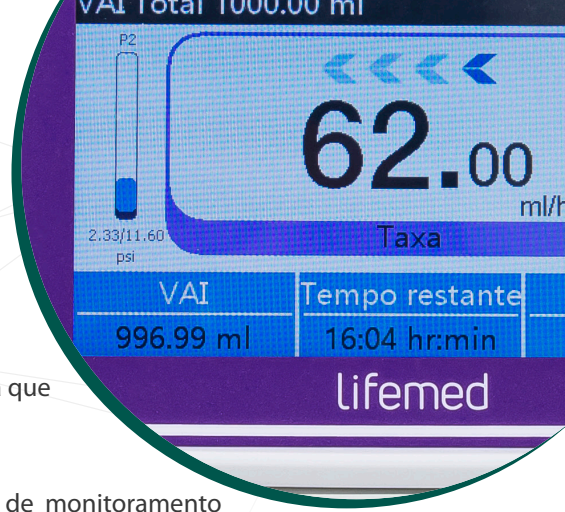 VAI Total 1000.00 ml
P2
62.00
ml/h
2.33/11.60
psi
Taxa
VAI
Tempo restante
996.99 ml
16:04 hr:min
que
lifemed
de monitoramento